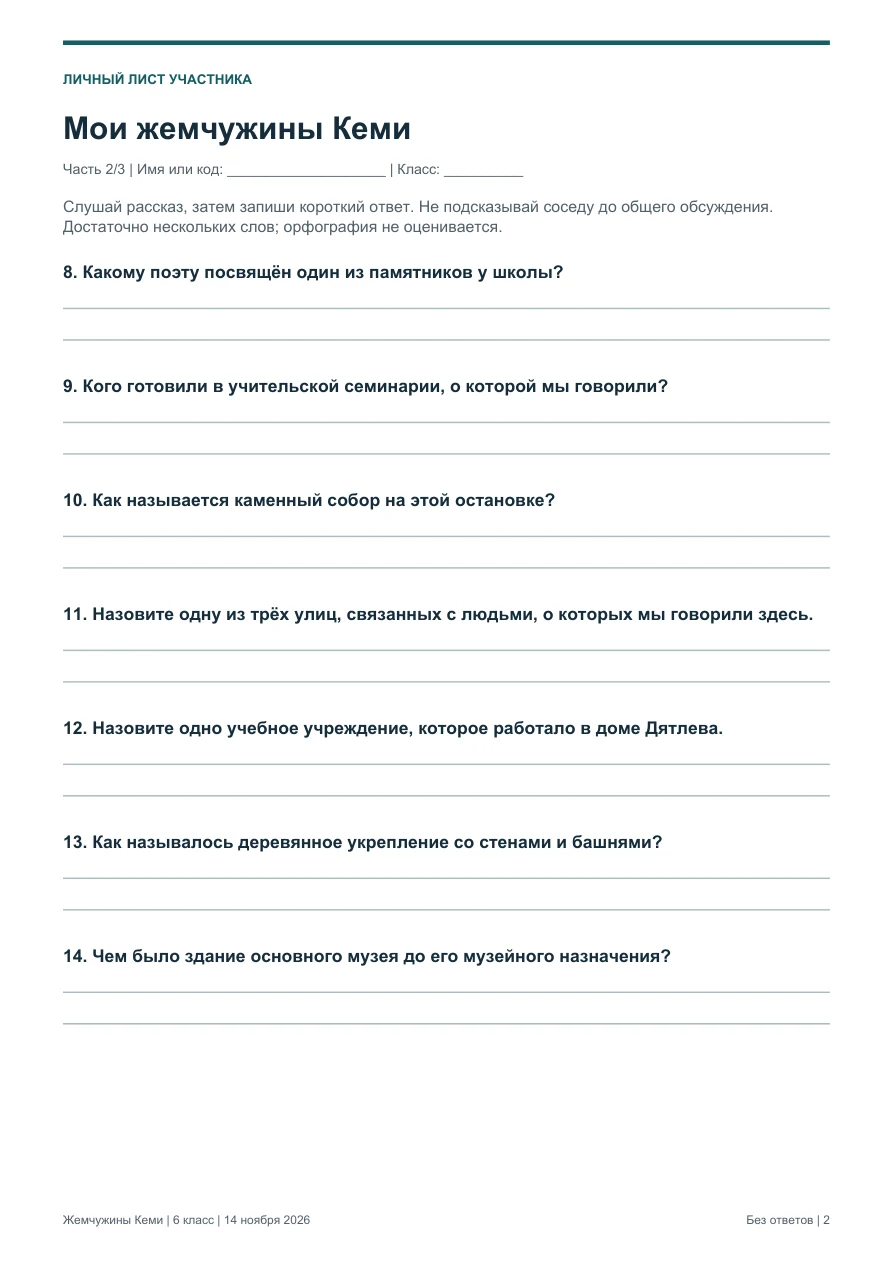 ЛИЧНЫЙ ЛИСТ УЧАСТНИКА
Мои жемчужины Кеми
Часть 2/3 | Имя или код: ____________________ | Класс: __________
Слушай рассказ, затем запиши короткий ответ. Не подсказывай соседу до общего обсуждения.
Достаточно нескольких слов; орфография не оценивается.
8. Какому поэту посвящён один из памятников у школы?
9. Кого готовили в учительской семинарии, о которой мы говорили?
10. Как называется каменный собор на этой остановке?
11. Назовите одну из трёх улиц, связанных с людьми, о которых мы говорили здесь.
12. Назовите одно учебное учреждение, которое работало в доме Дятлева.
13. Как называлось деревянное укрепление со стенами и башнями?
14. Чем было здание основного музея до его музейного назначения?
Жемчужины Кеми | 6 класс | 14 ноября 2026
Без ответов | 2